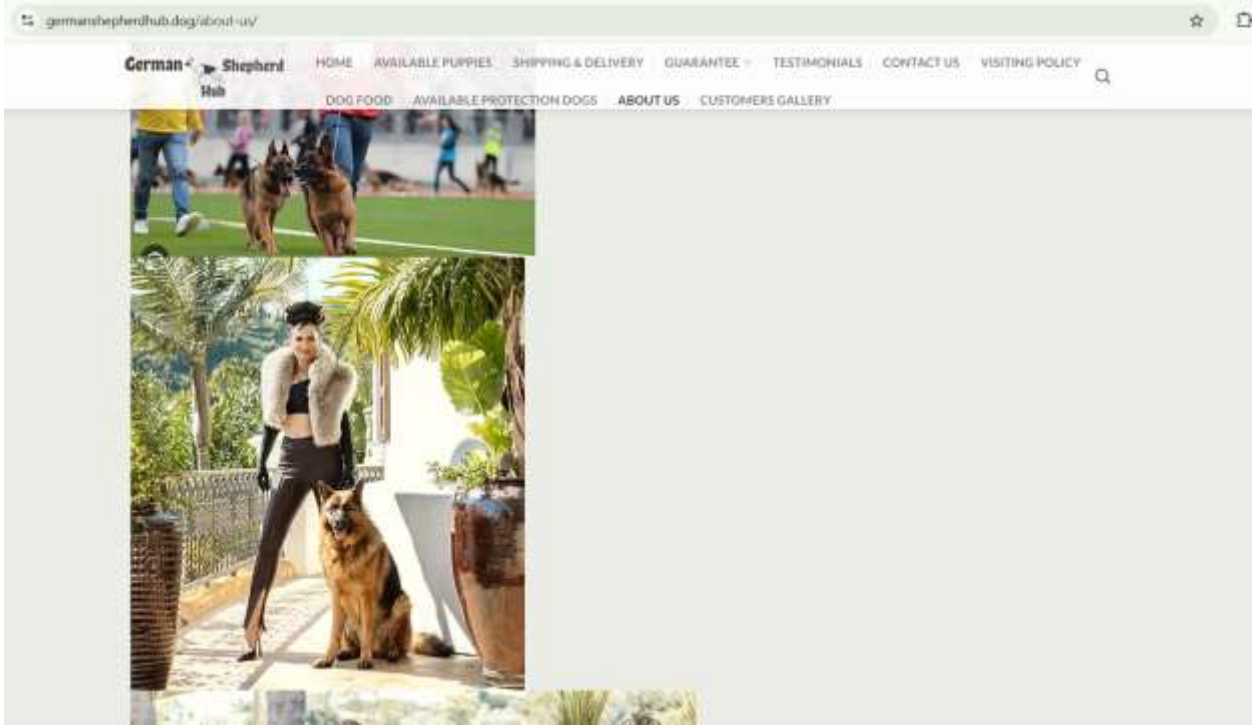 germanshepherdhub.dog/about-us/
German Shepherd
Hub
HOME AVAILABLE PUPPIES SHIPPING & DELIVERY GUARANTEE TESTIMONIALS CONTACT US VISITING POLICY
DOG FOOD AVAILABLE PROTECTION DOGS ABOUT US CUSTOMERS GALLERY